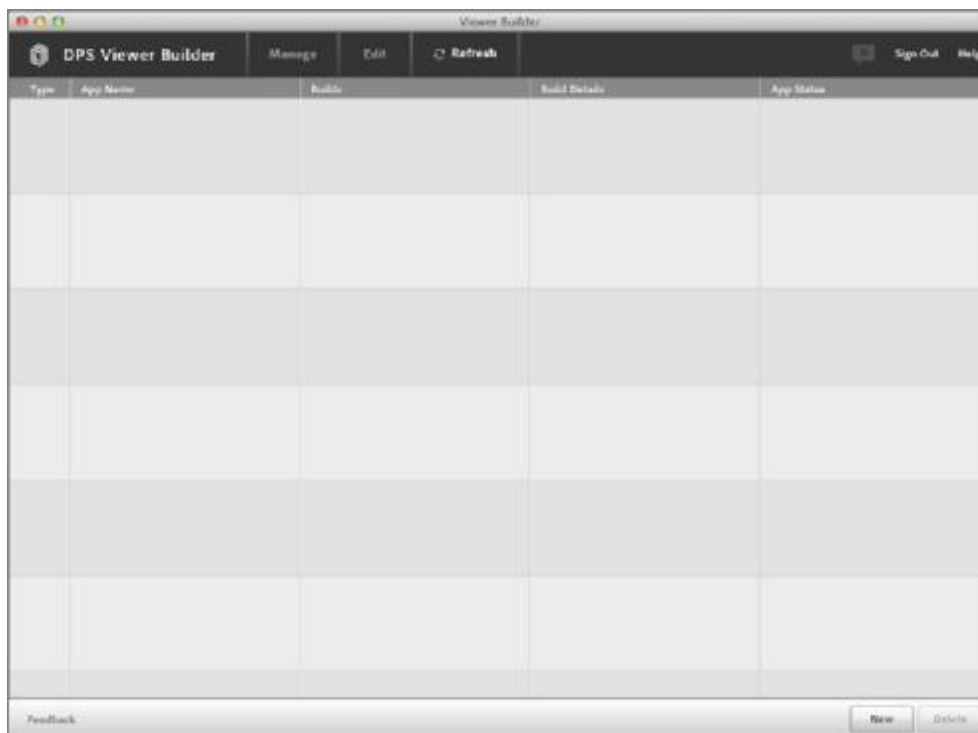 Viewer Builder
DPS Viewer Builder Manage Edit Refresh Sign Out Help
Type App Name Builds Build Details App Status
Feedback New Delete